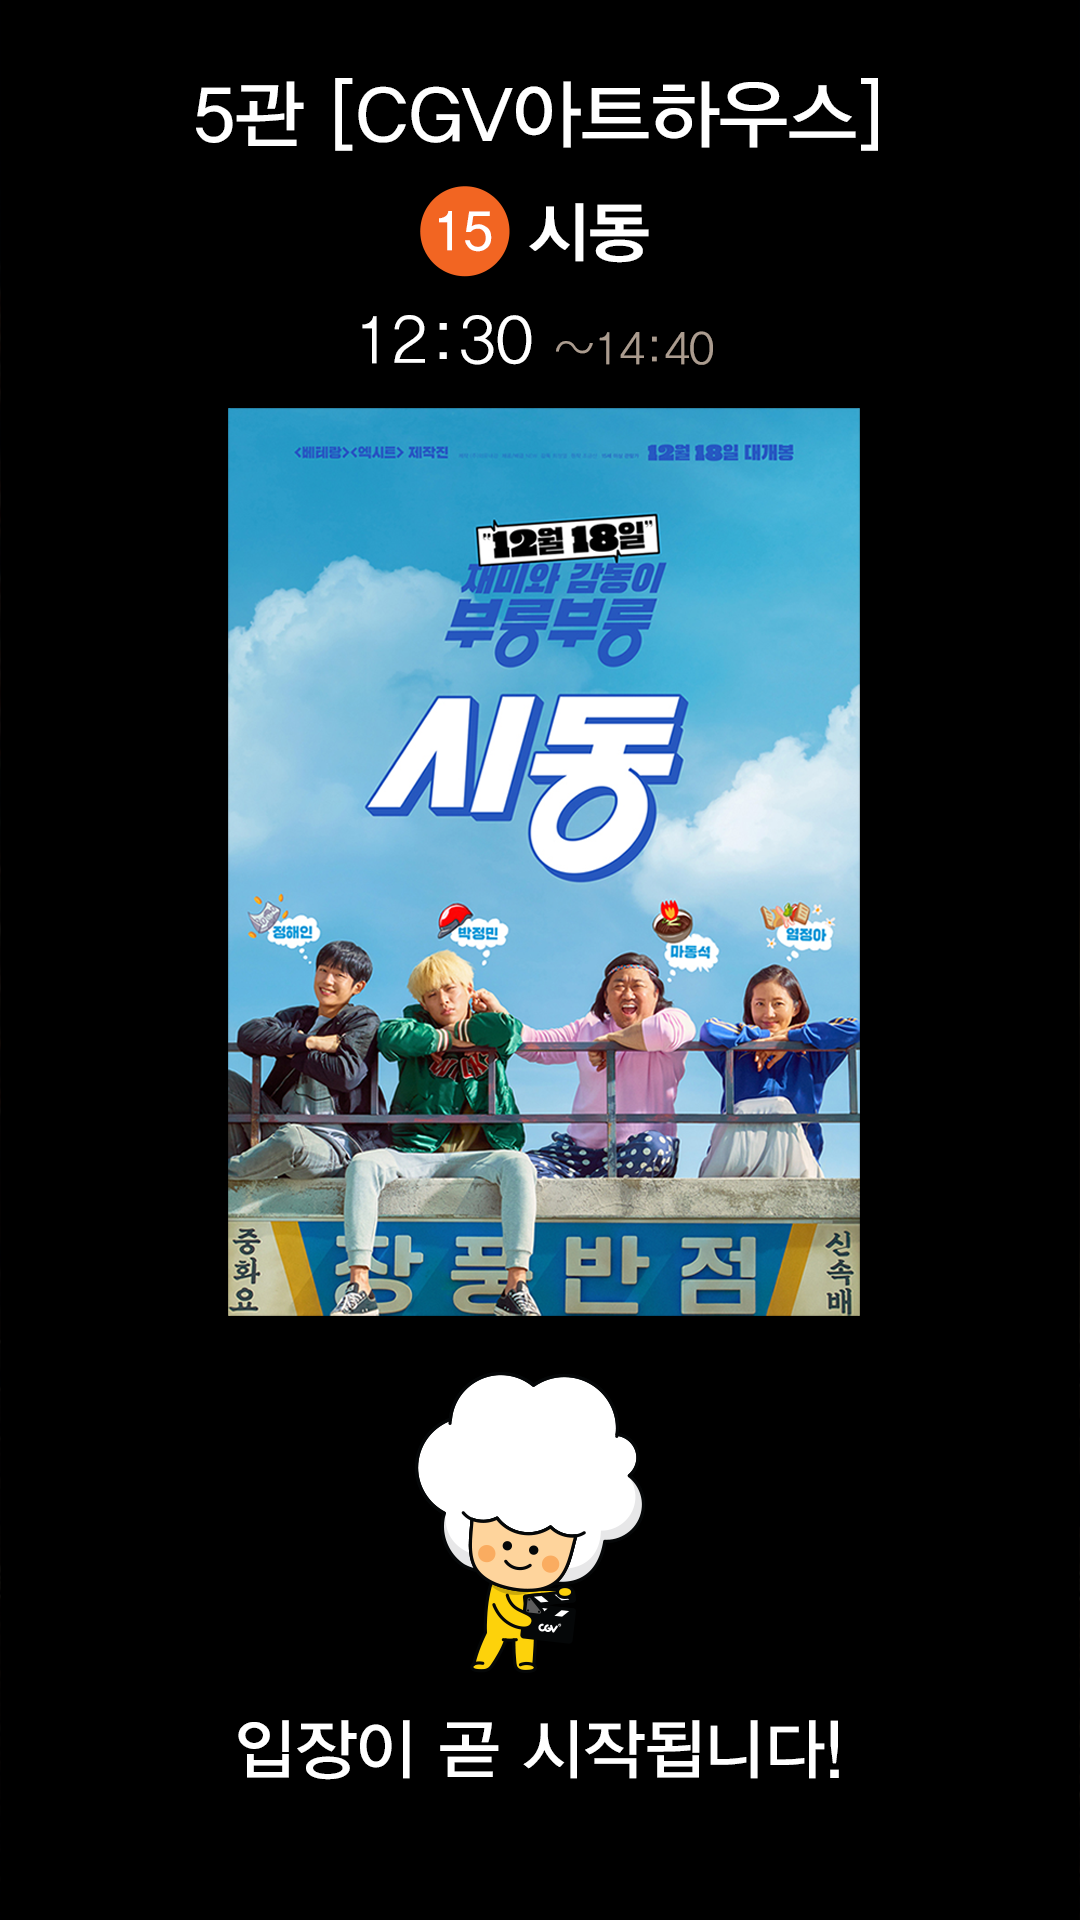 5관 [CGV아트하우스]
15 시동
12:30 ~14:40
<베테랑><엑시트> 제작진 12월 18일 대개봉
"12월 18일"
재미와 감동이
부릉부릉
시동
정해인 박정민 마동석 염정아
중화요 장풍반점 신속배
CGV
입장이 곧 시작됩니다!